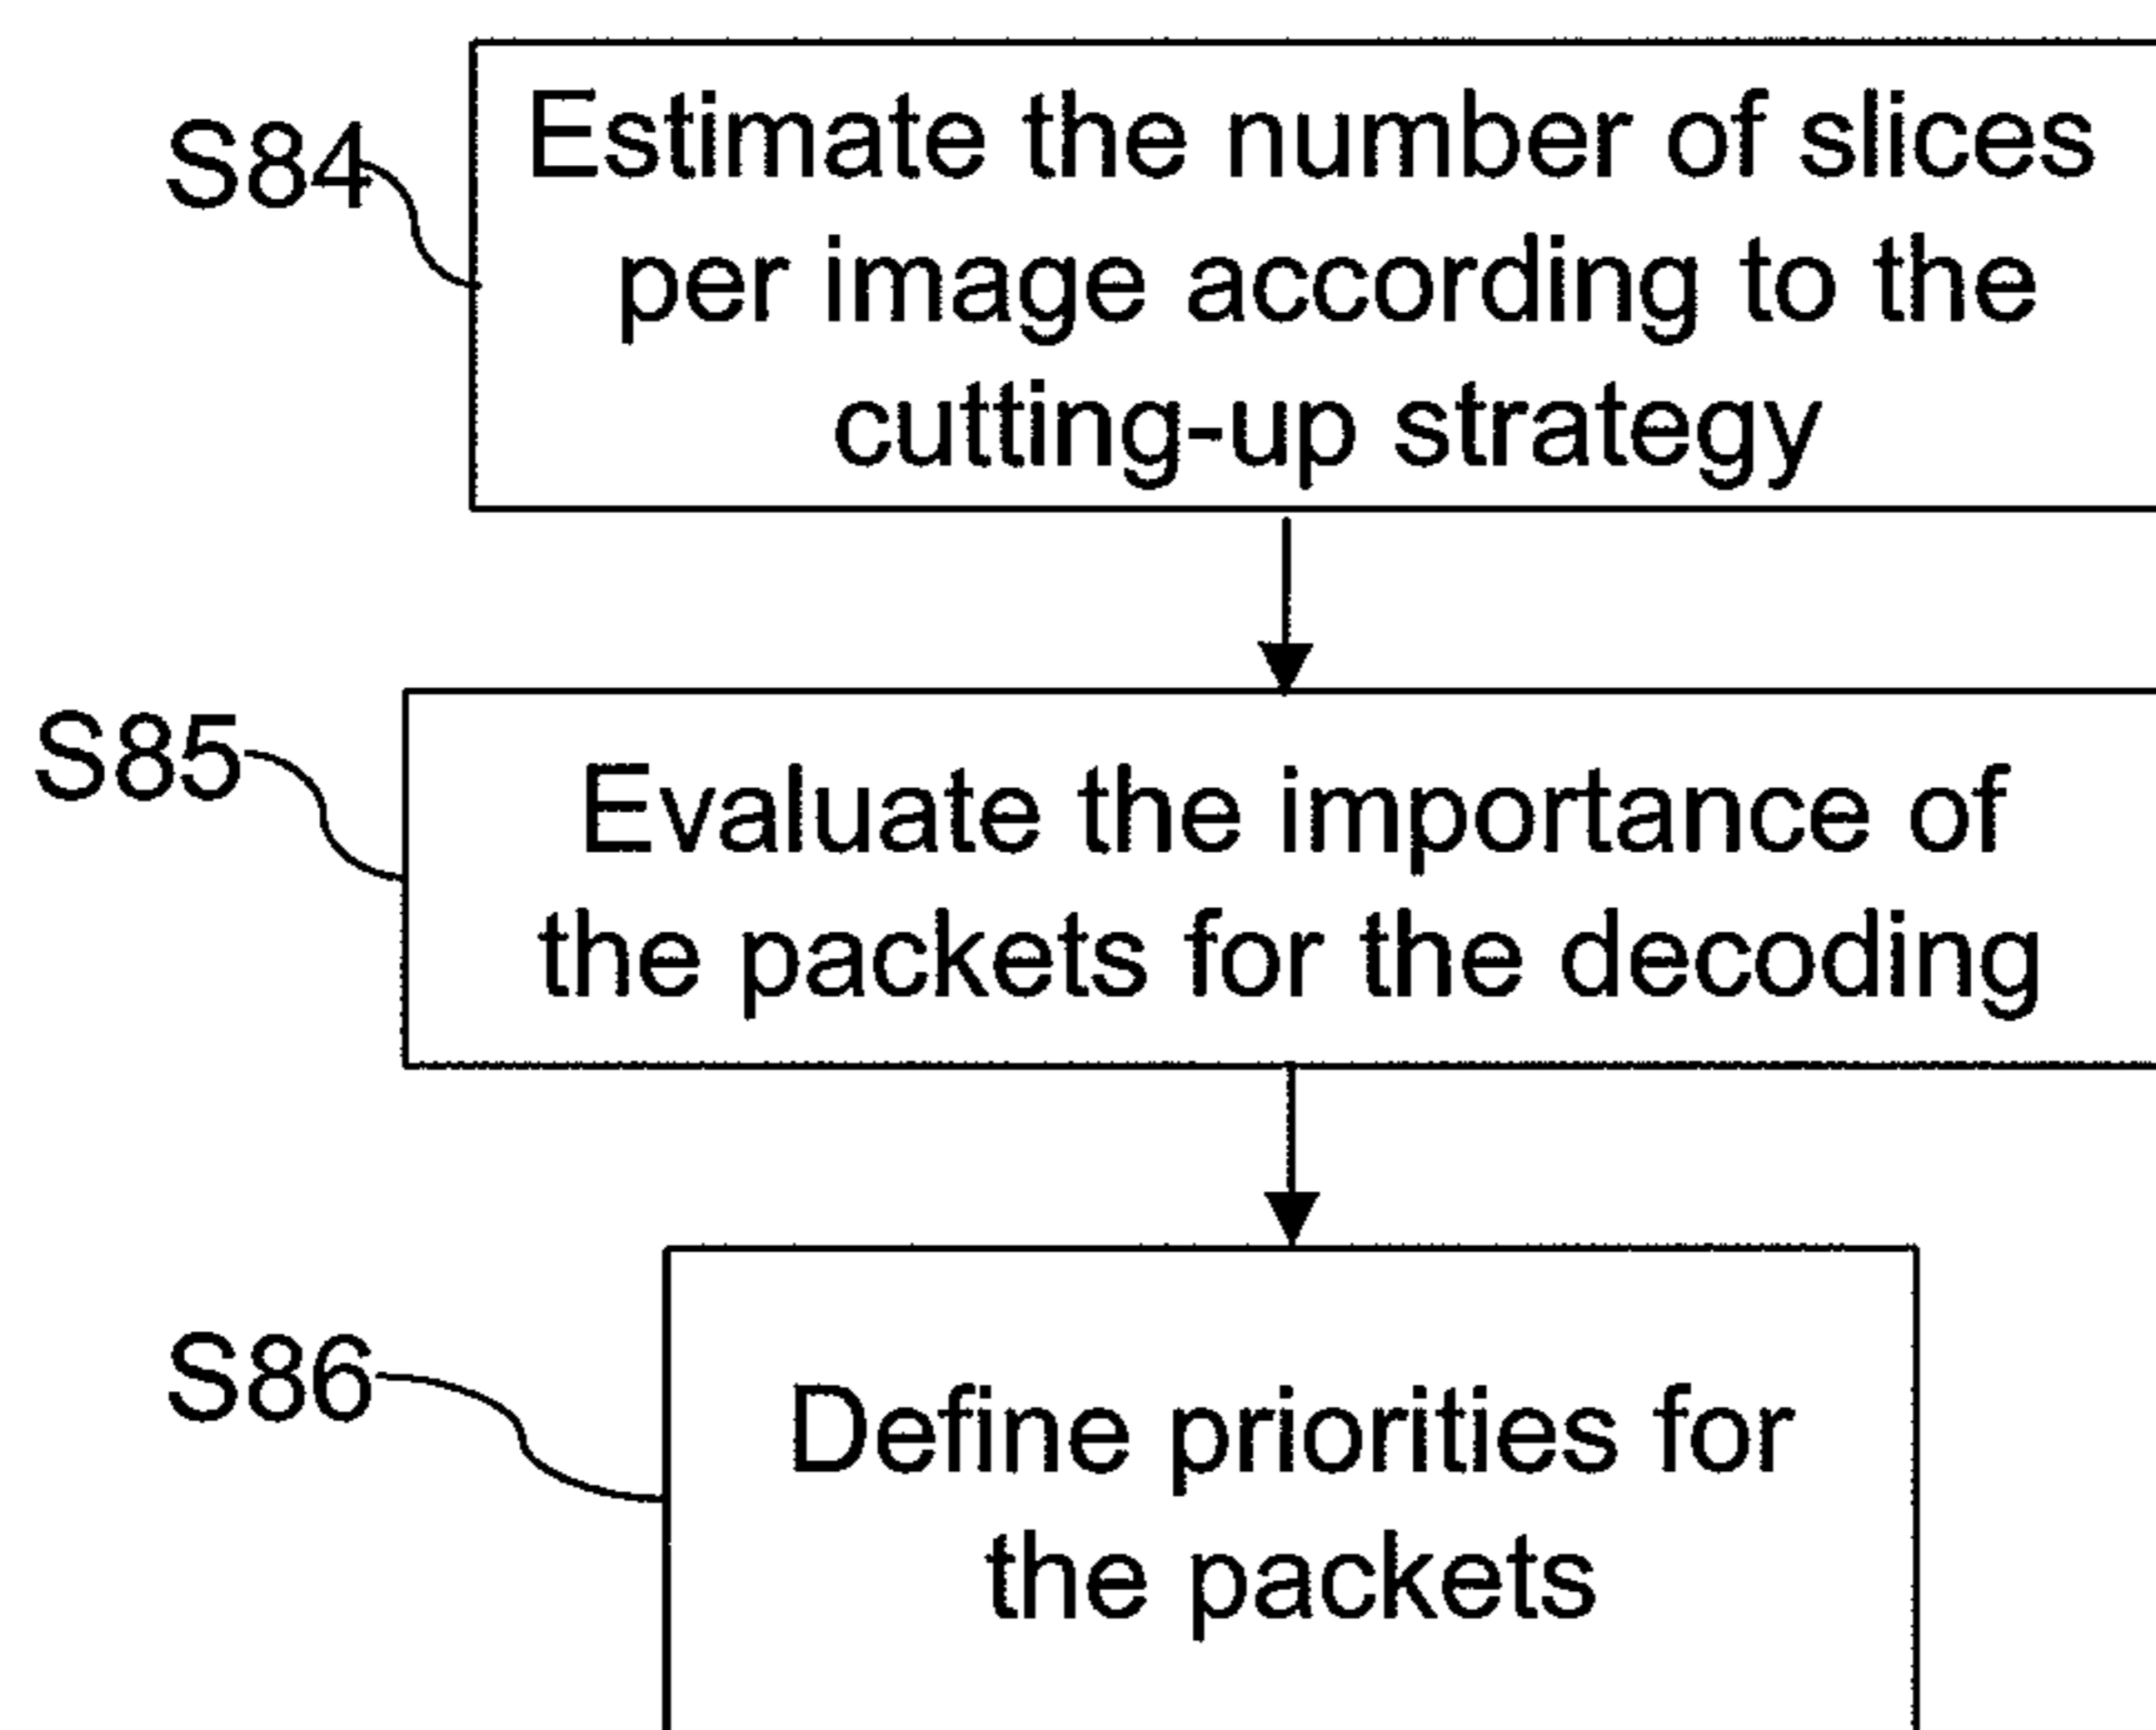 S84
Estimate the number of slices
per image according to the
cutting-up strategy
S85
Evaluate the importance of
the packets for the decoding
S86
Define priorities for
the packets